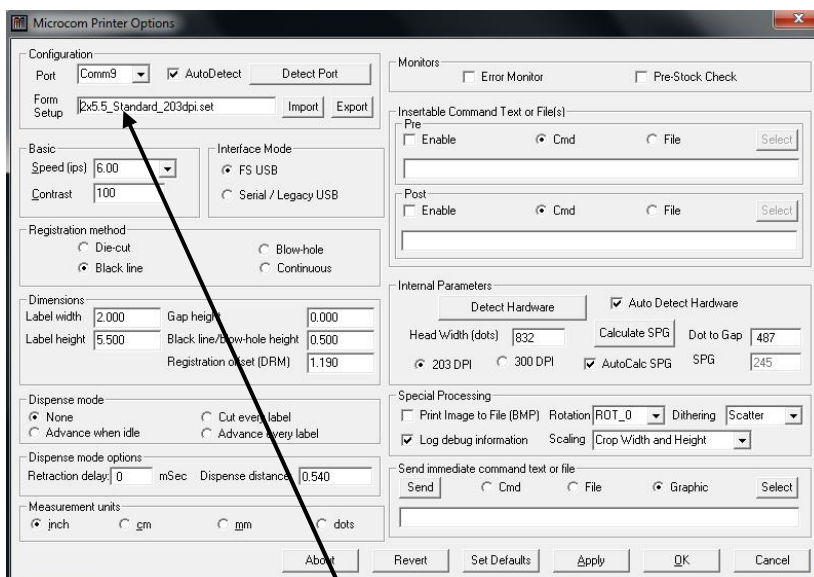 Microcom Printer Options
Configuration
Port Comm9 AutoDetect Detect Port
Form Setup 2x5.5_Standard_203dpi.set Import Export
Basic
Speed (ips) 6.00
Contrast 100
Interface Mode
FS USB
Serial / Legacy USB
Registration method
Die-cut Blow-hole
Black line Continuous
Dimensions
Label width 2.000 Gap height 0.000
Label height 5.500 Black line/blow-hole height 0.500
Registration offset (DRM) 1.190
Dispense mode
None Cut every label
Advance when idle Advance every label
Dispense mode options
Retraction delay: 0 mSec Dispense distance 0.540
Measurement units
inch cm mm dots
Monitors
Error Monitor Pre-Stock Check
Insertable Command Text or File(s)
Pre
Enable Cmd File Select
Post
Enable Cmd File Select
Internal Parameters
Detect Hardware Auto Detect Hardware
Head Width (dots) 832 Calculate SPG Dot to Gap 487
203 DPI 300 DPI AutoCalc SPG SPG 245
Special Processing
Print Image to File (BMP) Rotation ROT_0 Dithering Scatter
Log debug information Scaling Crop Width and Height
Send immediate command text or file
Send Cmd File Graphic Select
About Revert Set Defaults Apply OK Cancel